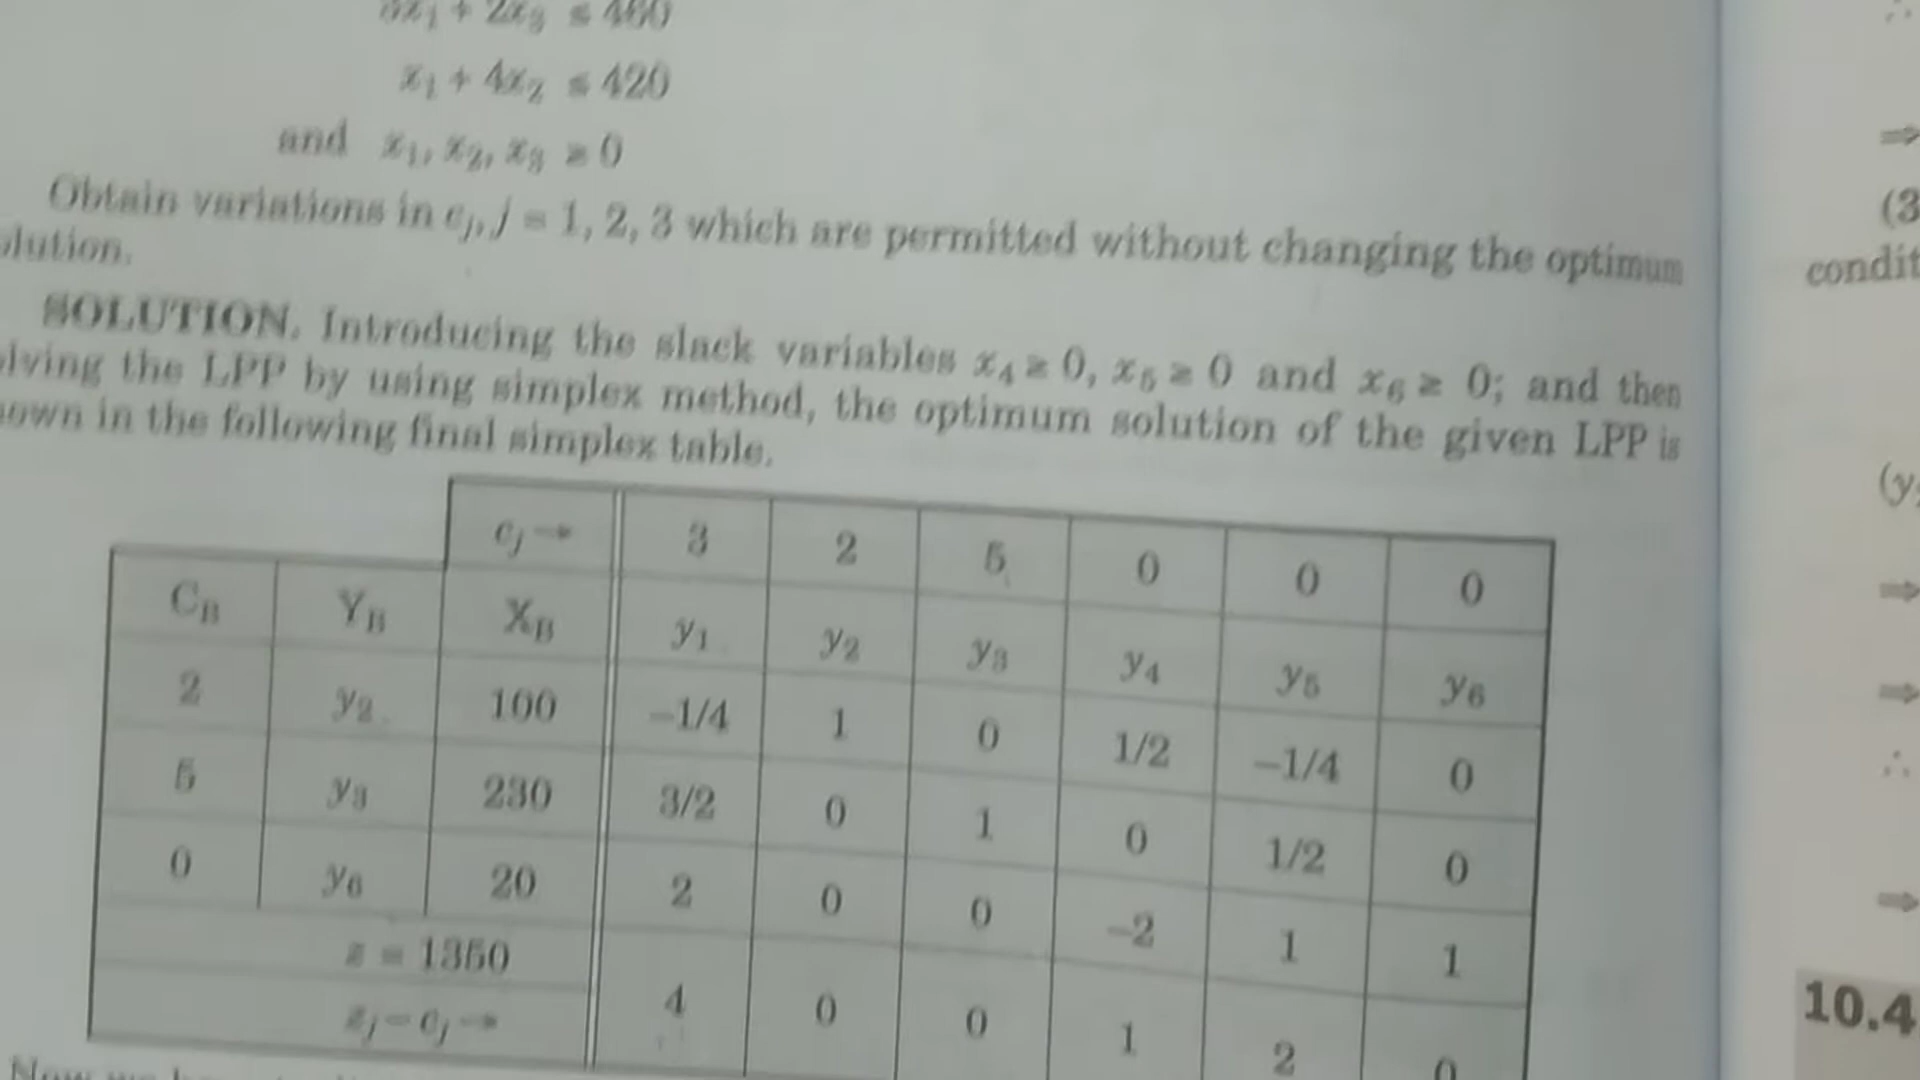 3x₁ + 2x₃ ≤ 460
x₁ + 4x₂ ≤ 420
and x₁, x₂, x₃ ≥ 0
Obtain variations in cⱼ, j = 1, 2, 3 which are permitted without changing the optimum
olution.
SOLUTION. Introducing the slack variables x₄ ≥ 0, x₅ ≥ 0 and x₆ ≥ 0; and then
lving the LPP by using simplex method, the optimum solution of the given LPP is
own in the following final simplex table.
cⱼ → 3 2 5 0 0 0
C_B Y_B X_B y₁ y₂ y₃ y₄ y₅ y₆
2 y₂ 100 –1/4 1 0 1/2 –1/4 0
5 y₃ 230 3/2 0 1 0 1/2 0
0 y₆ 20 2 0 0 –2 1 1
z = 1350
zⱼ – cⱼ → 4 0 0 1 2 0
Now we
⇒
(3
condit
(y
⇒
⇒
∴
⇒
10.4